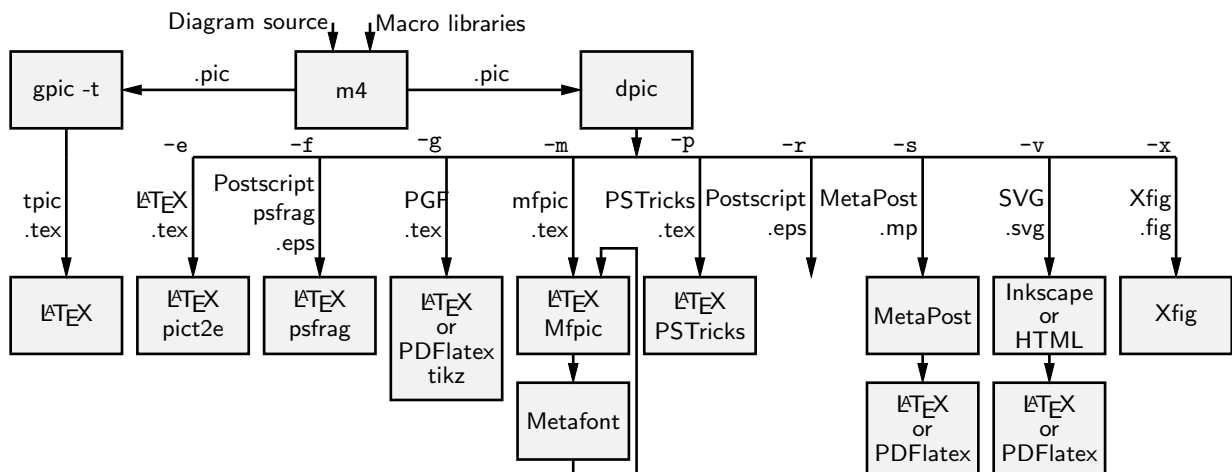 Diagram source
Macro libraries
gpic -t
.pic
m4
.pic
dpic
-e
-f
-g
-m
-p
-r
-s
-v
-x
tpic
.tex
LATEX
.tex
Postscript
psfrag
.eps
PGF
.tex
mfpic
.tex
PSTricks
.tex
Postscript
.eps
MetaPost
.mp
SVG
.svg
Xfig
.fig
LATEX
LATEX
pict2e
LATEX
psfrag
LATEX
or
PDFlatex
tikz
LATEX
Mfpic
LATEX
PSTricks
MetaPost
Inkscape
or
HTML
Xfig
Metafont
LATEX
or
PDFlatex
LATEX
or
PDFlatex